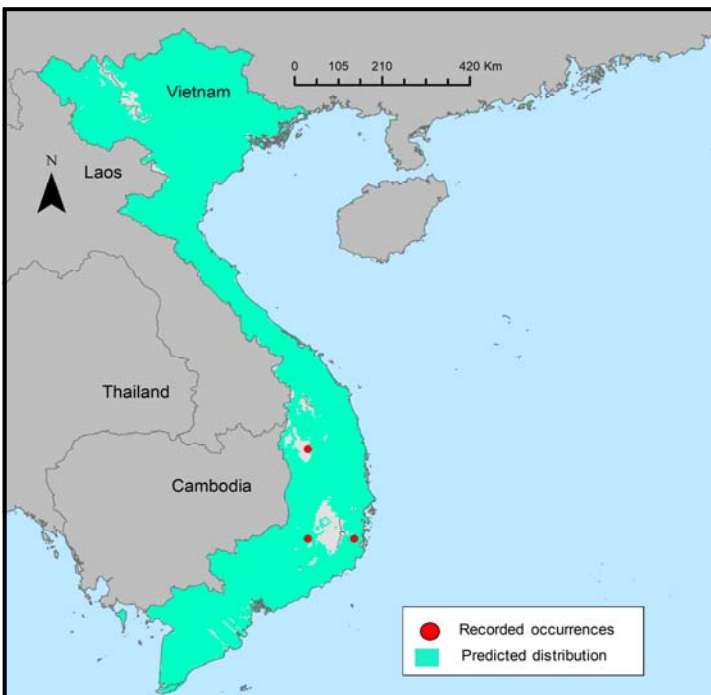 Vietnam
0 105 210 420 Km
N
Laos
Thailand
Cambodia
Recorded occurrences
Predicted distribution